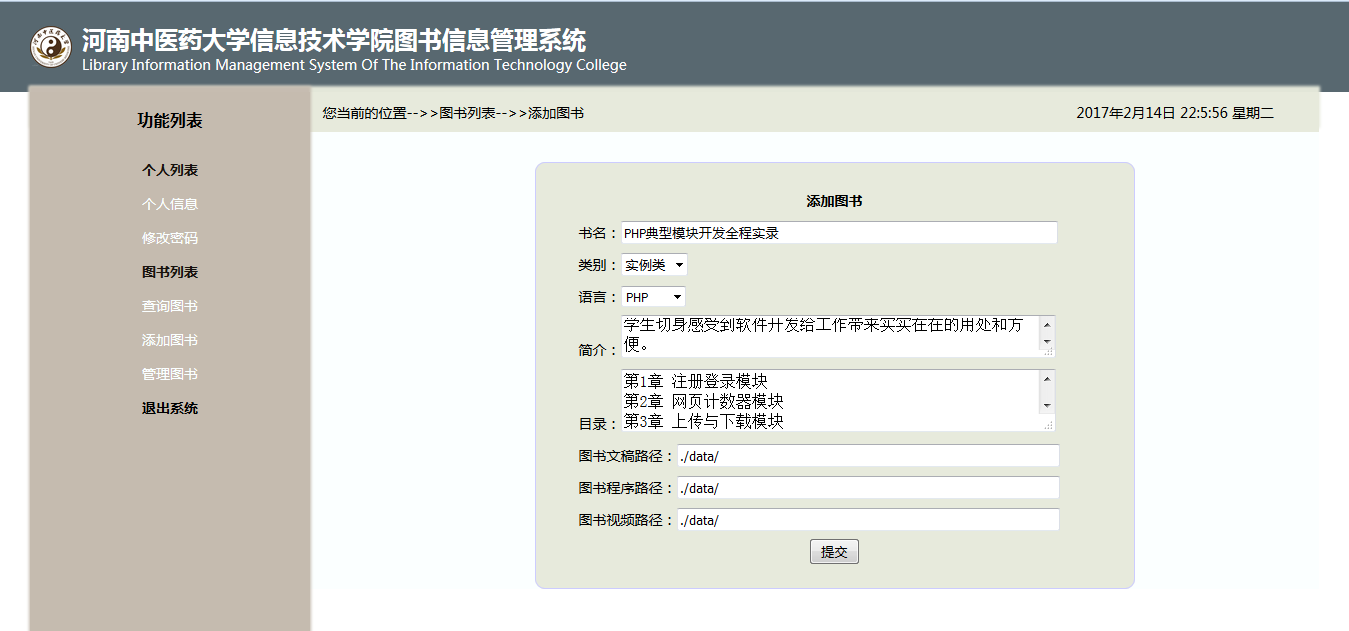 河南中医药大学信息技术学院图书信息管理系统
Library Information Management System Of The Information Technology College
功能列表
个人列表
个人信息
修改密码
图书列表
查询图书
添加图书
管理图书
退出系统
您当前的位置-->>图书列表-->>添加图书
2017年2月14日 22:5:56 星期二
添加图书
书名：PHP典型模块开发全程实录
类别：实例类
语言：PHP
学生切身感受到软件开发给工作带来实实在在的用处和方
便。
简介：
第1章 注册登录模块
第2章 网页计数器模块
第3章 上传与下载模块
目录：
图书文稿路径：./data/
图书程序路径：./data/
图书视频路径：./data/
提交